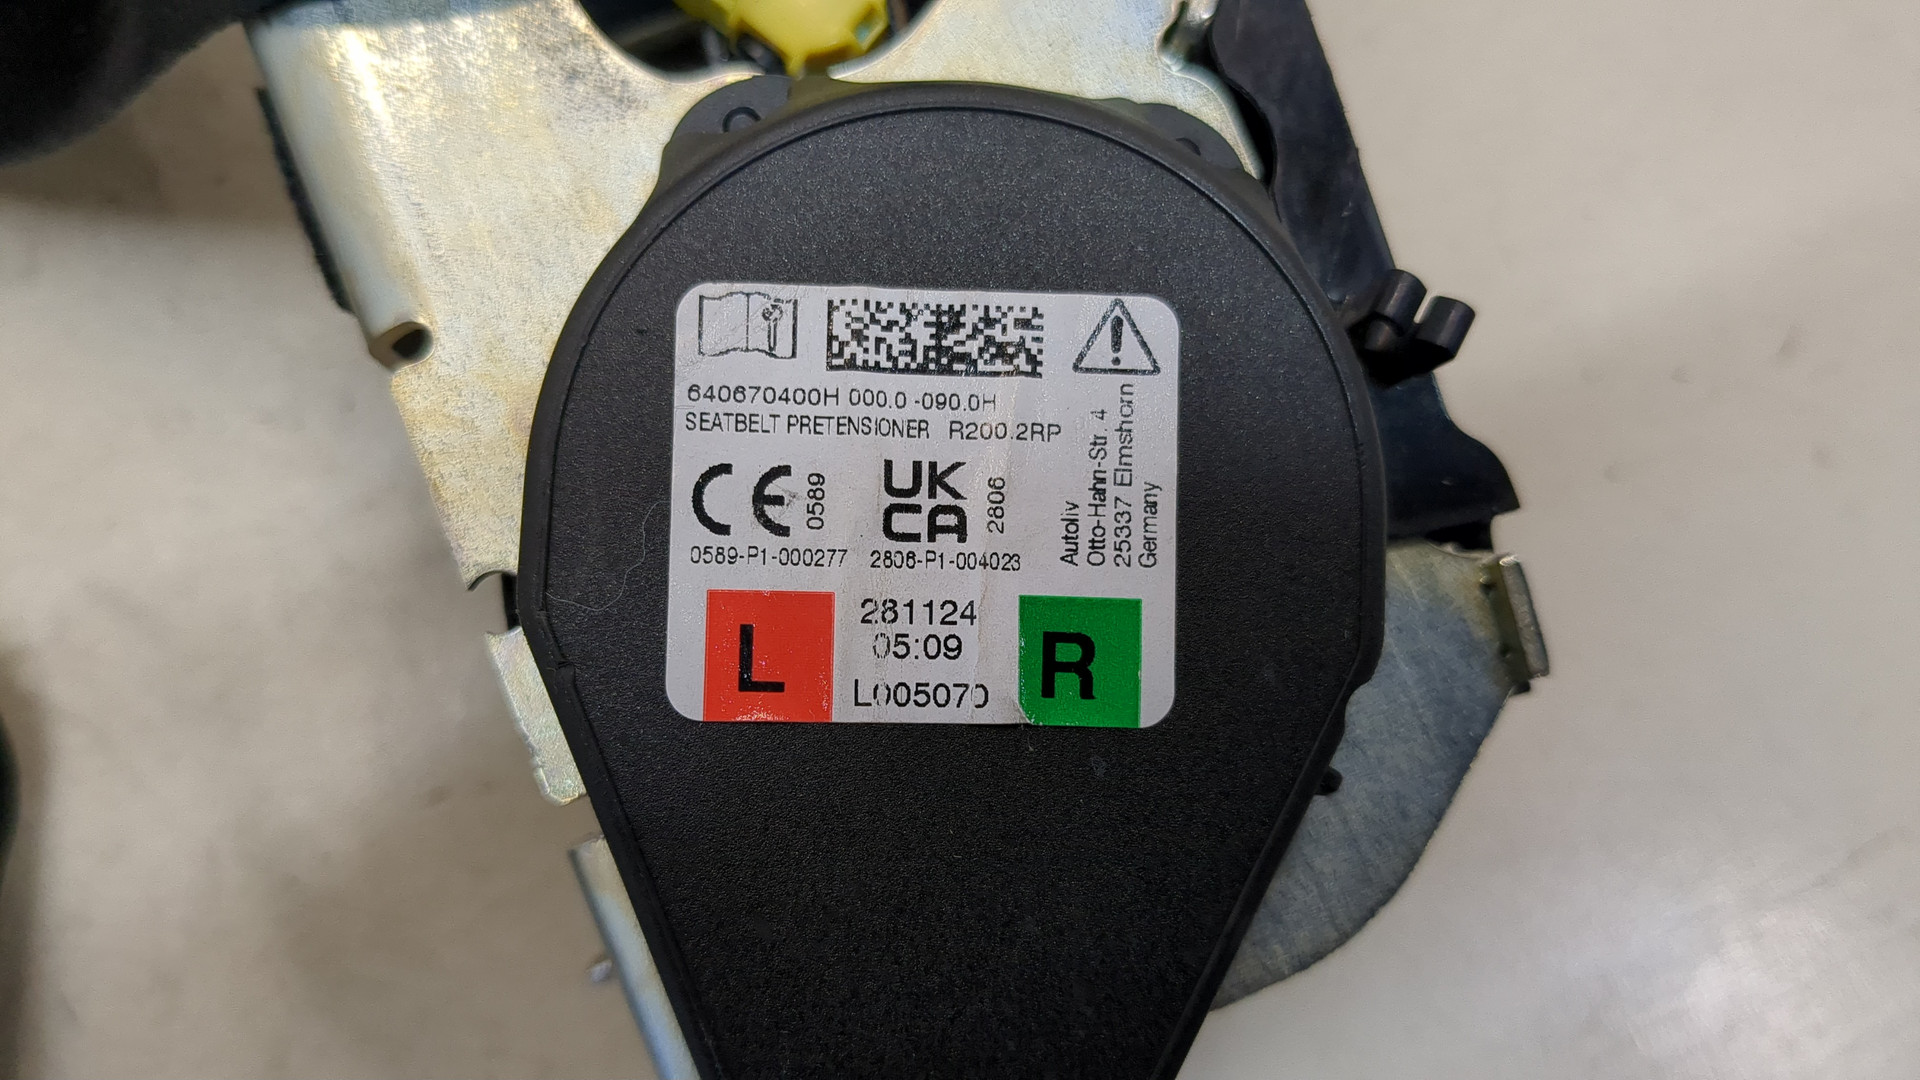 640670400H 000.0 -090.0H
SEATBELT PRETENSIONER R200.2RP
CE 0589
UK
CA 2806
0589-P1-000277 2806-P1-004023
Autoliv
Otto-Hahn-Str. 4
25337 Elmshorn
Germany
L
281124
05:09
L005070
R